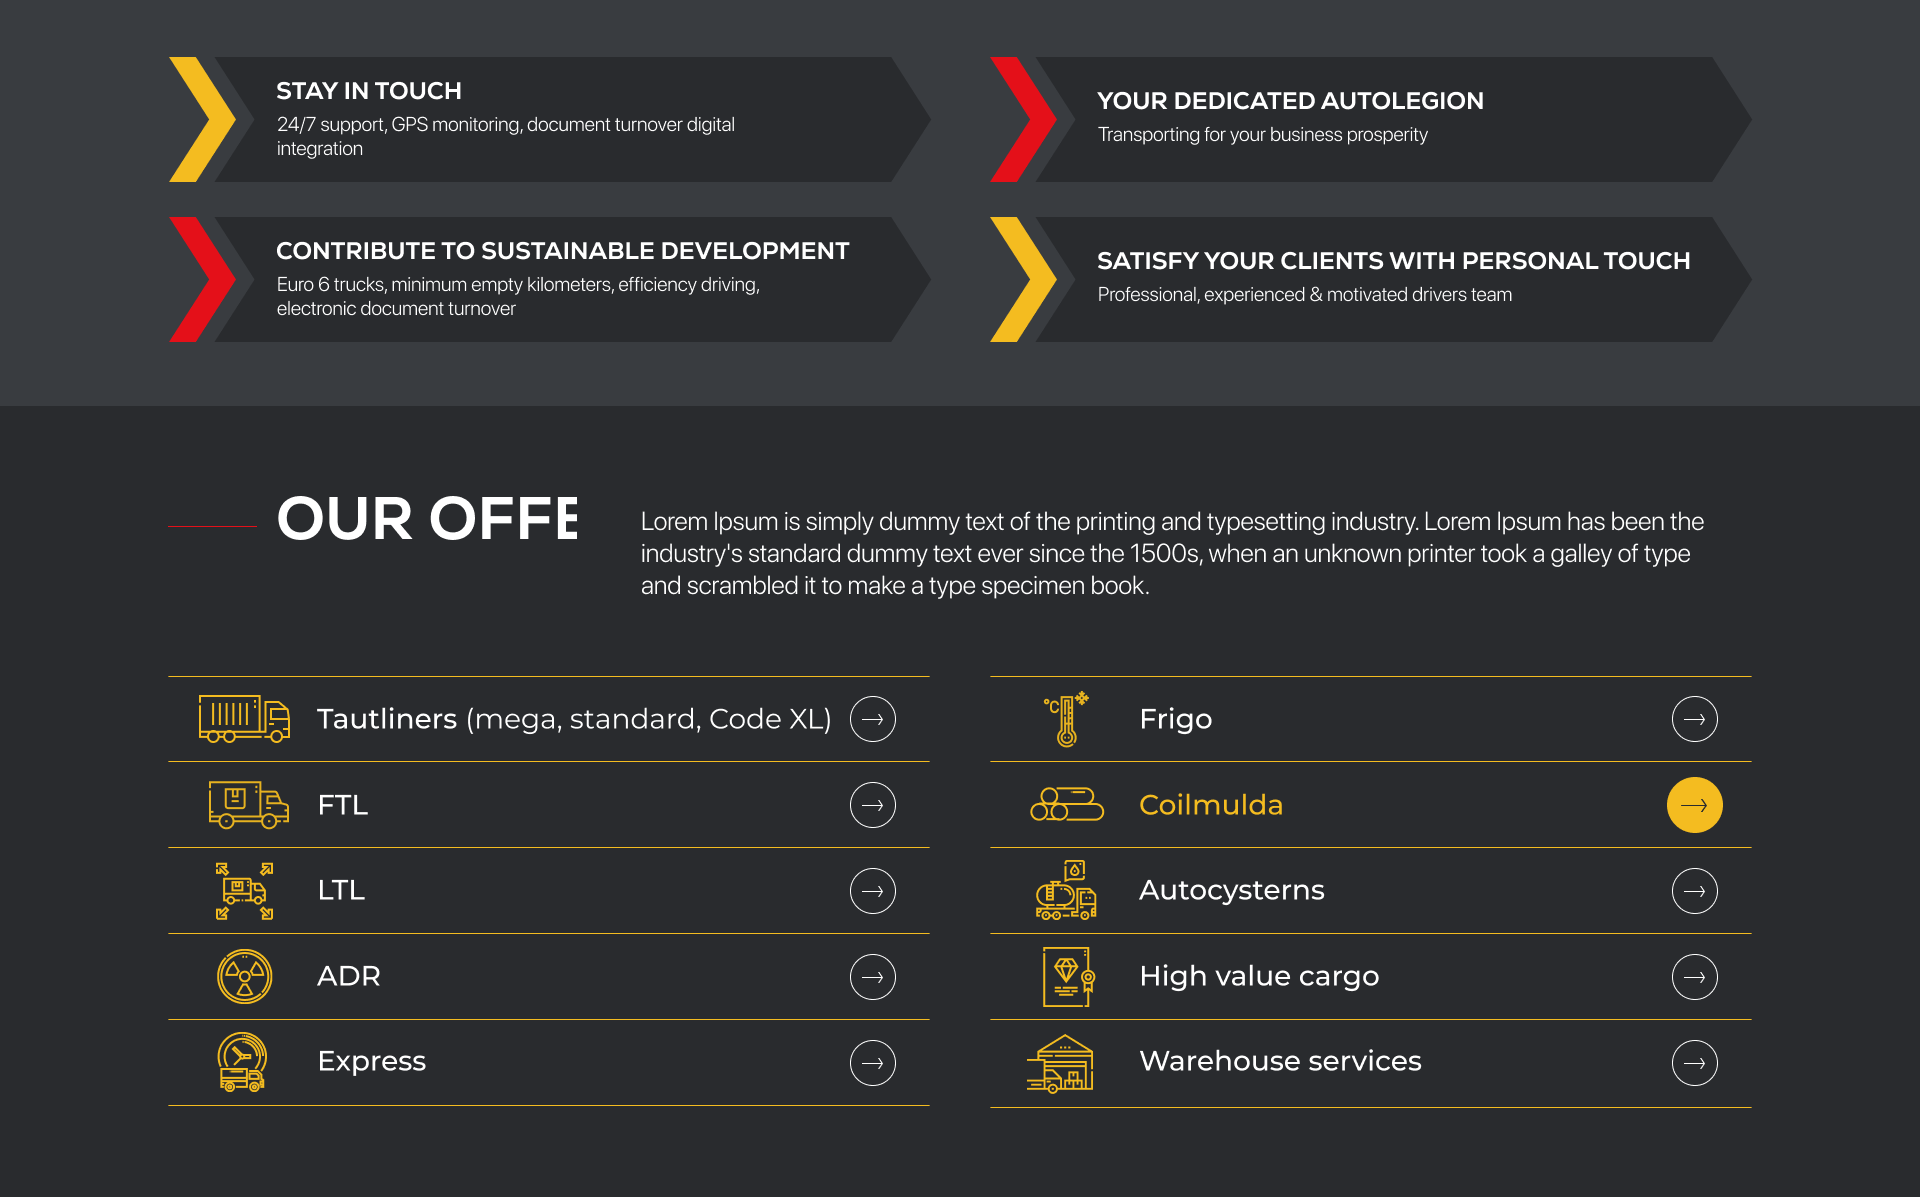 STAY IN TOUCH
24/7 support, GPS monitoring, document turnover digital
integration
YOUR DEDICATED AUTOLEGION
Transporting for your business prosperity
CONTRIBUTE TO SUSTAINABLE DEVELOPMENT
Euro 6 trucks, minimum empty kilometers, efficiency driving,
electronic document turnover
SATISFY YOUR CLIENTS WITH PERSONAL TOUCH
Professional, experienced & motivated drivers team
OUR OFFE
Lorem Ipsum is simply dummy text of the printing and typesetting industry. Lorem Ipsum has been the
industry's standard dummy text ever since the 1500s, when an unknown printer took a galley of type
and scrambled it to make a type specimen book.
Tautliners (mega, standard, Code XL)
FTL
LTL
ADR
Express
°C
Frigo
Coilmulda
Autocysterns
High value cargo
Warehouse services